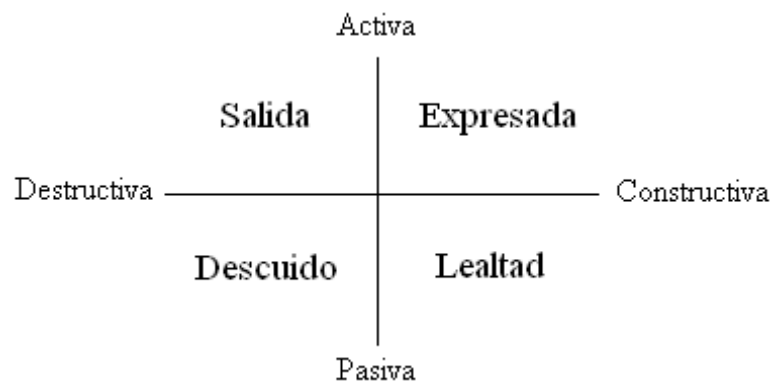 Activa
Salida Expresada
Destructiva Constructiva
Descuido Lealtad
Pasiva